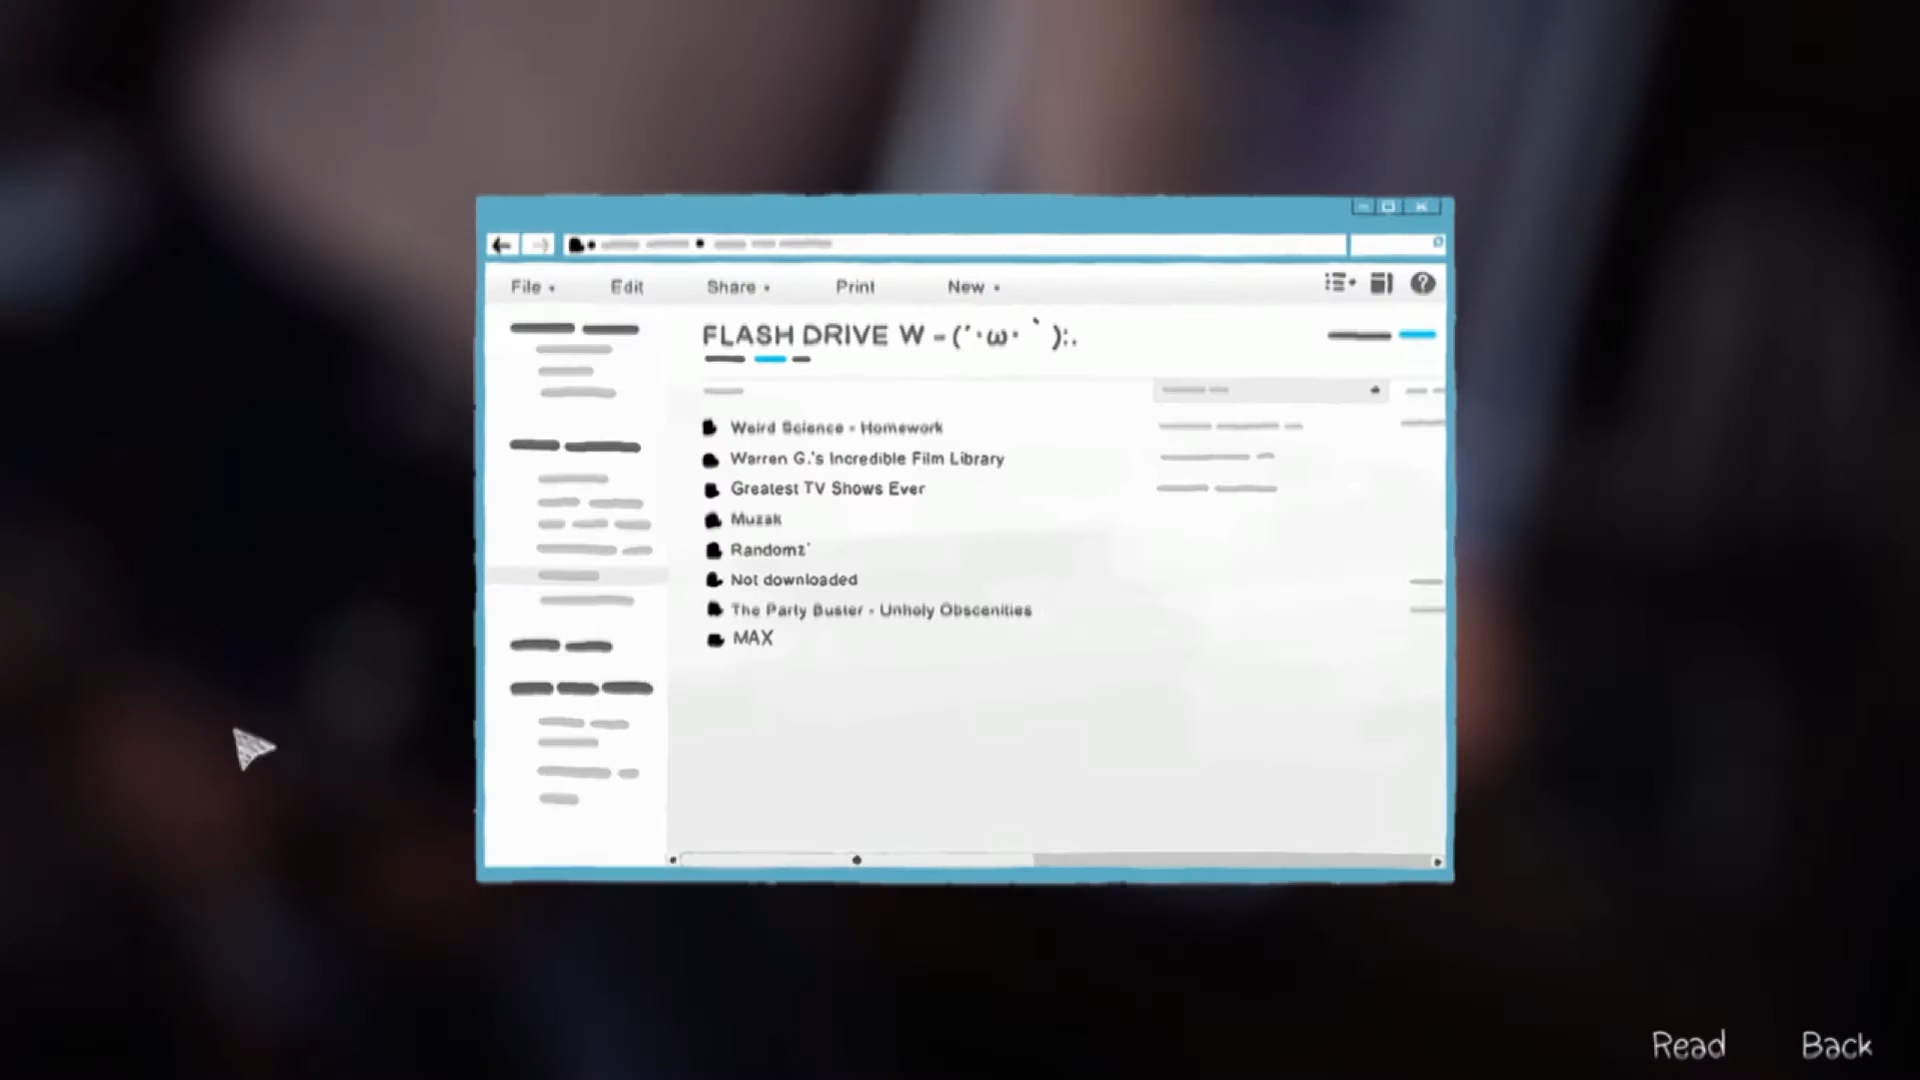 File Edit Share Print New
FLASH DRIVE W - (´·ω·｀):.
Weird Science - Homework
Warren G.'s Incredible Film Library
Greatest TV Shows Ever
Muzak
Randomz'
Not downloaded
The Party Buster - Unholy Obscenities
MAX
Read Back